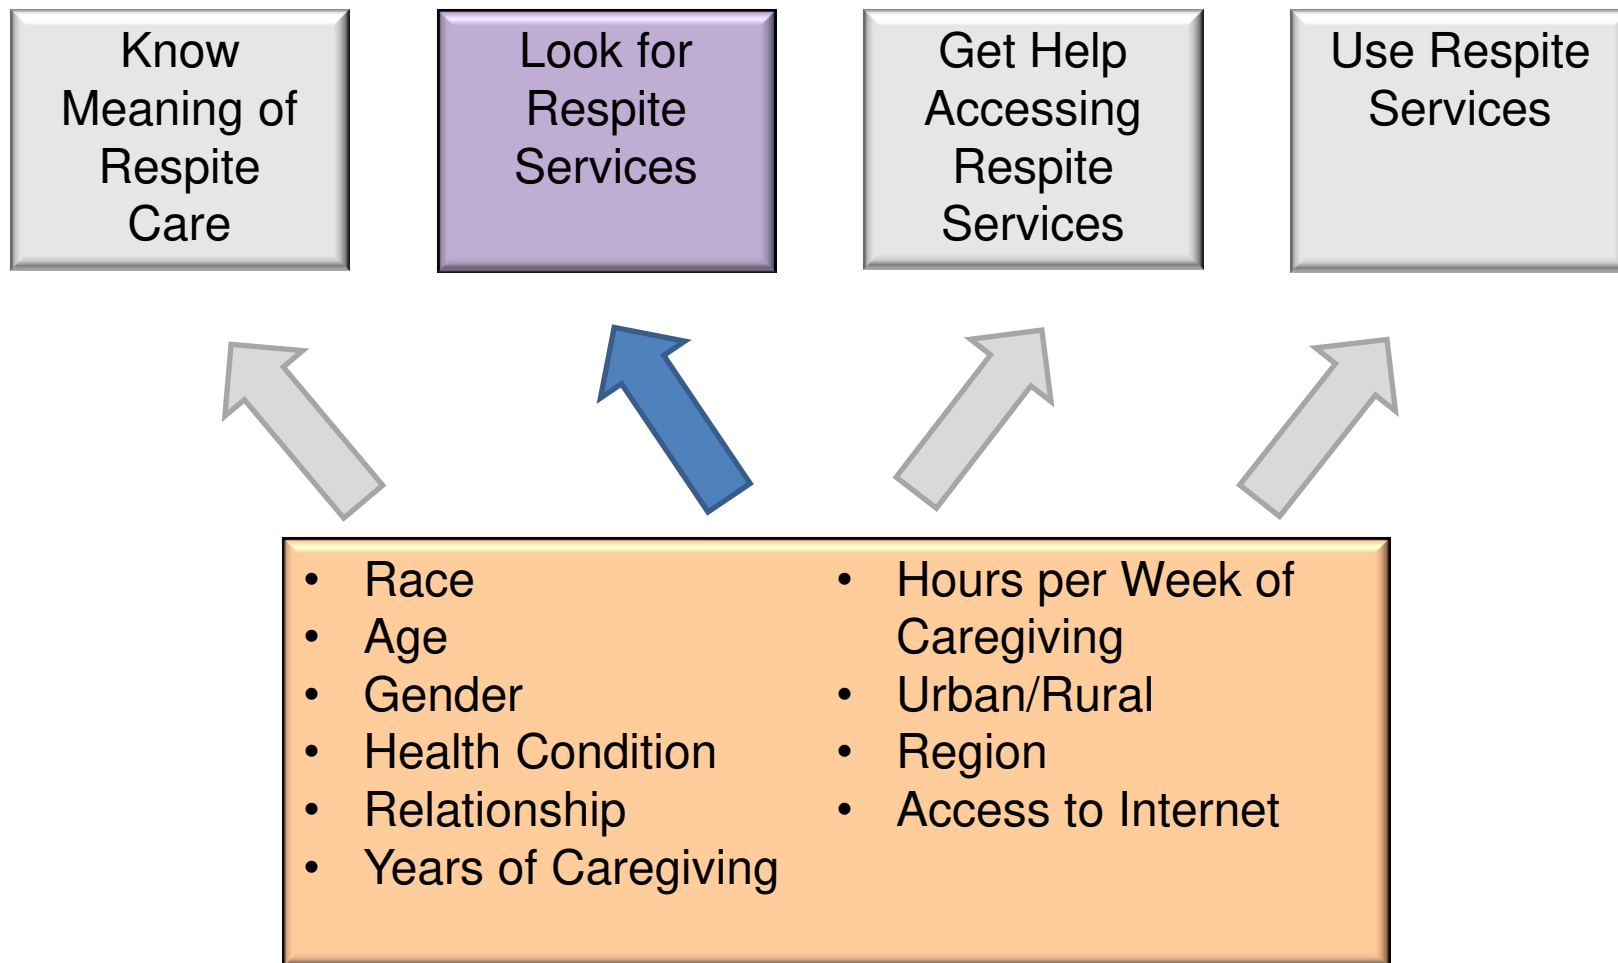 Know
Meaning of
Respite
Care
Look for
Respite
Services
Get Help
Accessing
Respite
Services
Use Respite
Services
• Race
• Age
• Gender
• Health Condition
• Relationship
• Years of Caregiving
• Hours per Week of
Caregiving
• Urban/Rural
• Region
• Access to Internet